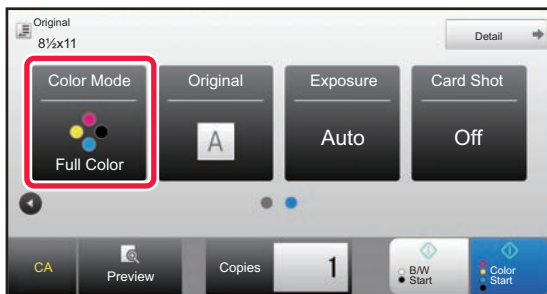 Original
8½x11
Detail
Color Mode
Full Color
Original
A
Exposure
Auto
Card Shot
Off
CA
Preview
Copies
1
B/W
Start
Color
Start